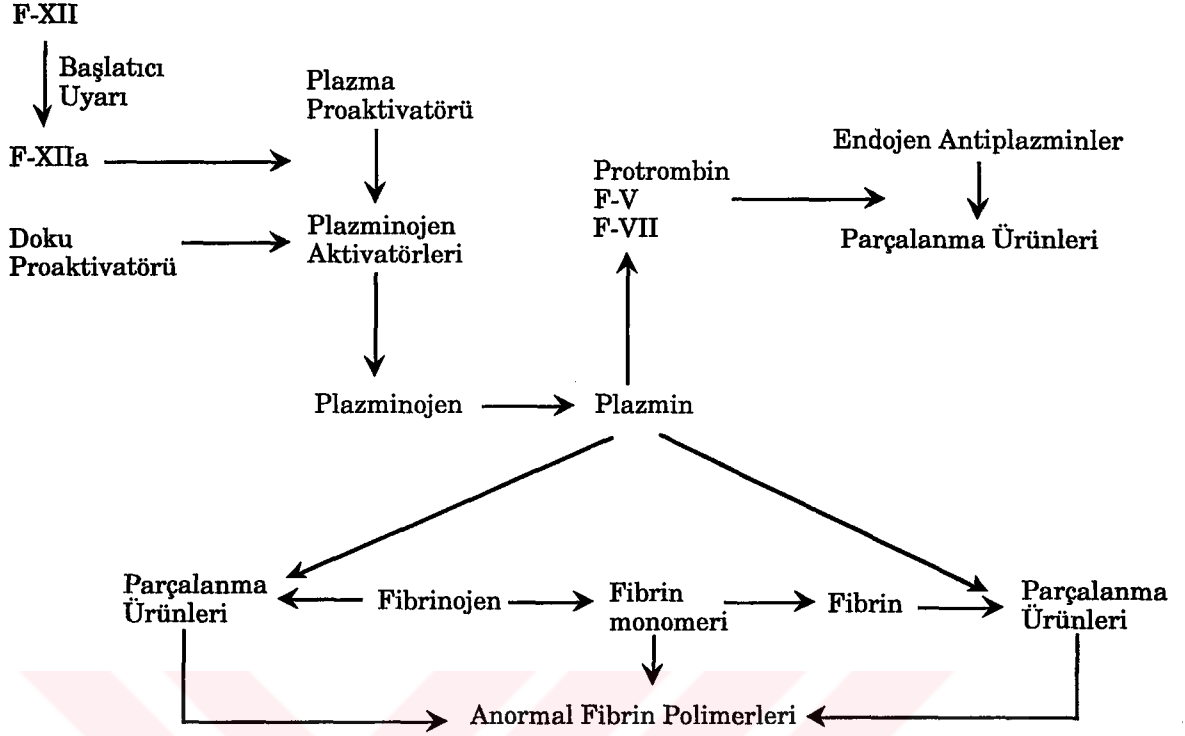 F-XII
Başlatıcı
Uyarı
Plazma
Proaktivatörü
F-XIIa
Endojen Antiplazminler
Protrombin
F-V
F-VII
Doku
Proaktivatörü
Plazminojen
Aktivatörleri
Parçalanma Ürünleri
Plazminojen
Plazmin
Parçalanma
Ürünleri
Fibrinojen
Fibrin
monomeri
Fibrin
Parçalanma
Ürünleri
Anormal Fibrin Polimerleri